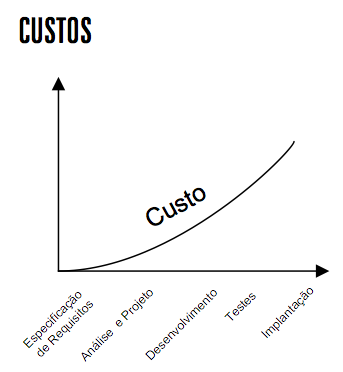 CUSTOS
Custo
Especificação
de Requisitos
Análise e Projeto
Desenvolvimento
Testes
Implantação